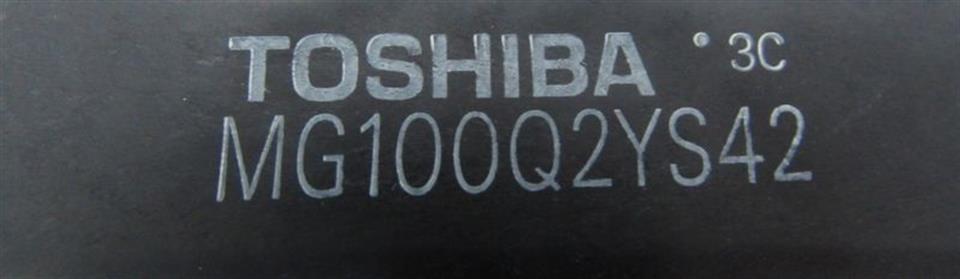 TOSHIBA ° 3C
MG100Q2YS42